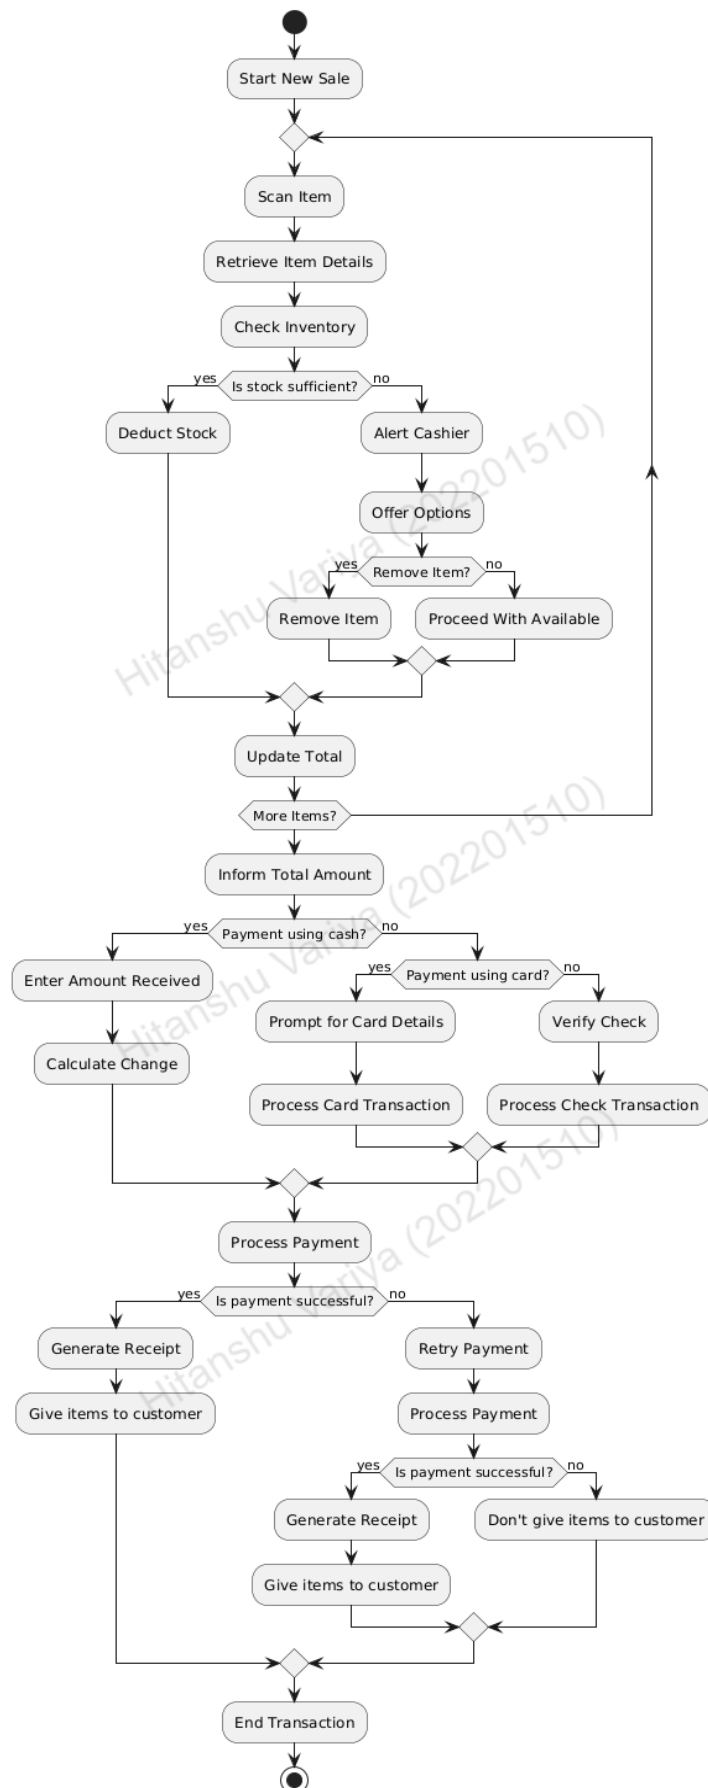 Start New Sale
Scan Item
Retrieve Item Details
Check Inventory
yes
Is stock sufficient?
no
Deduct Stock
Alert Cashier
Offer Options
yes
Remove Item?
no
Remove Item
Proceed With Available
Update Total
More Items?
Inform Total Amount
yes
Payment using cash?
no
Enter Amount Received
Calculate Change
yes
Payment using card?
no
Prompt for Card Details
Verify Check
Process Card Transaction
Process Check Transaction
Process Payment
yes
Is payment successful?
no
Generate Receipt
Retry Payment
Give items to customer
Process Payment
yes
Is payment successful?
no
Generate Receipt
Don't give items to customer
Give items to customer
End Transaction
Hitanshu Variya (202201510)
Hitanshu Variya (202201510)
Hitanshu Variya (202201510)